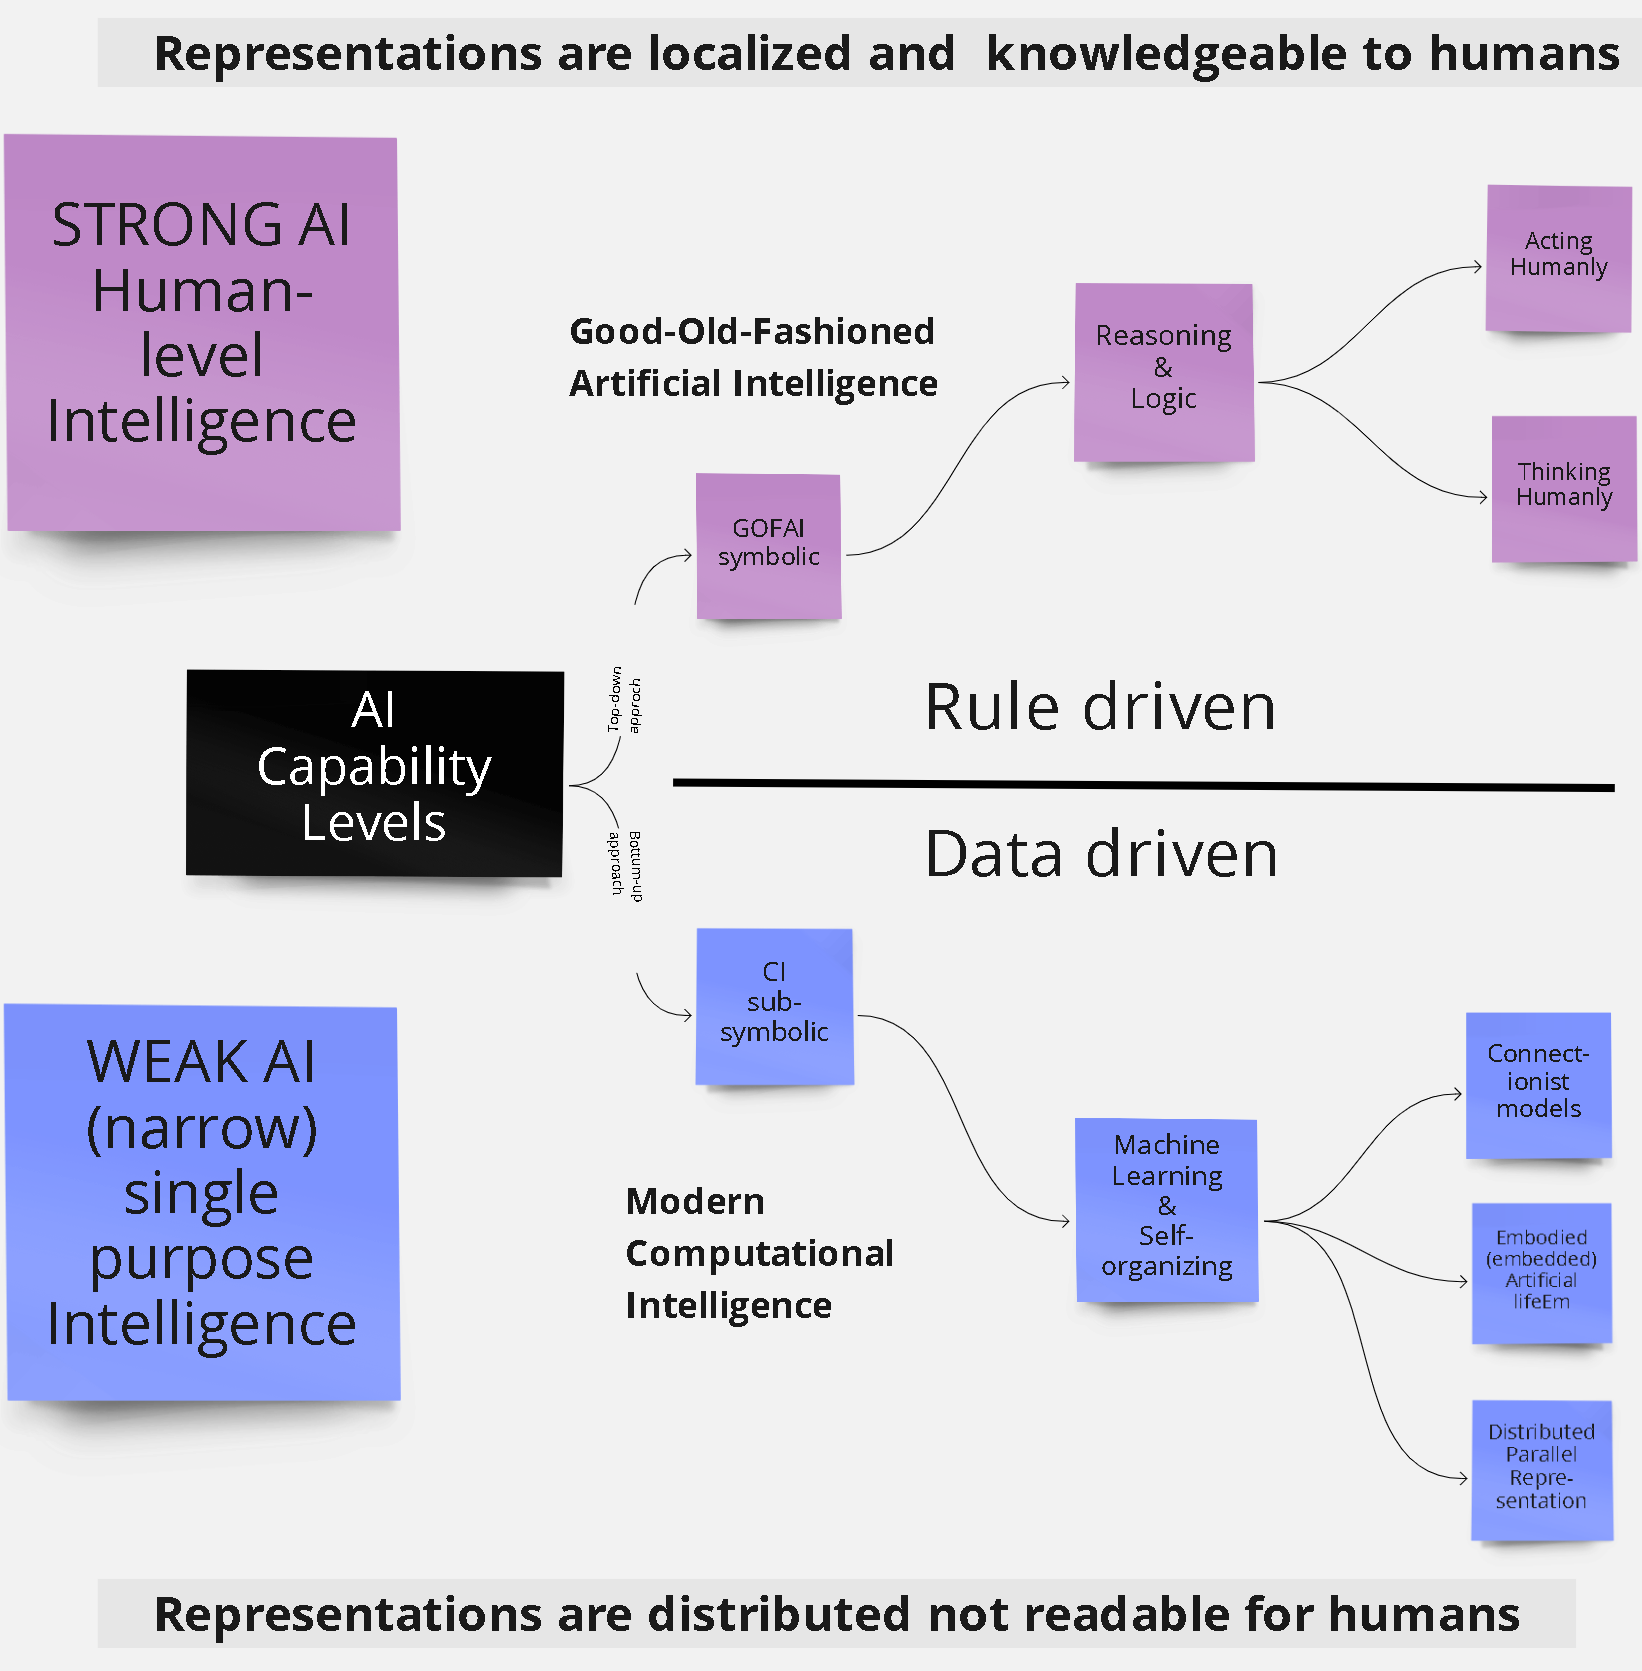 Representations are localized and knowledgeable to humans
STRONG AI
Human-
level
Intelligence
Good-Old-Fashioned
Artificial Intelligence
GOFAI
symbolic
Reasoning
&
Logic
Acting
Humanly
Thinking
Humanly
AI
Capability
Levels
Top-down
approch
Bottum-up
approach
Rule driven
Data driven
WEAK AI
(narrow)
single
purpose
Intelligence
CI
sub-
symbolic
Modern
Computational
Intelligence
Machine
Learning
&
Self-
organizing
Connect-
ionist
models
Embodied
(embedded)
Artificial
lifeEm
Distributed
Parallel
Repre-
sentation
Representations are distributed not readable for humans